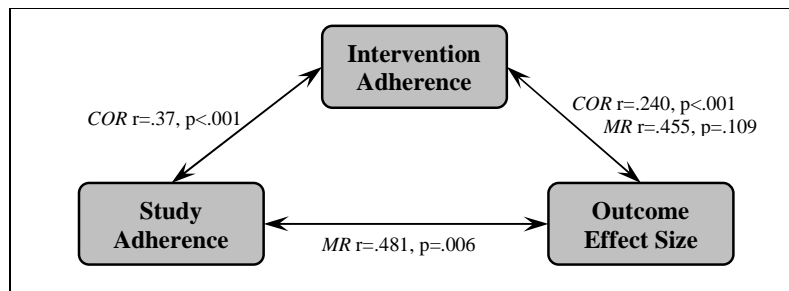 Intervention
Adherence
COR r=.37, p<.001
COR r=.240, p<.001
MR r=.455, p=.109
Study
Adherence
Outcome
Effect Size
MR r=.481, p=.006